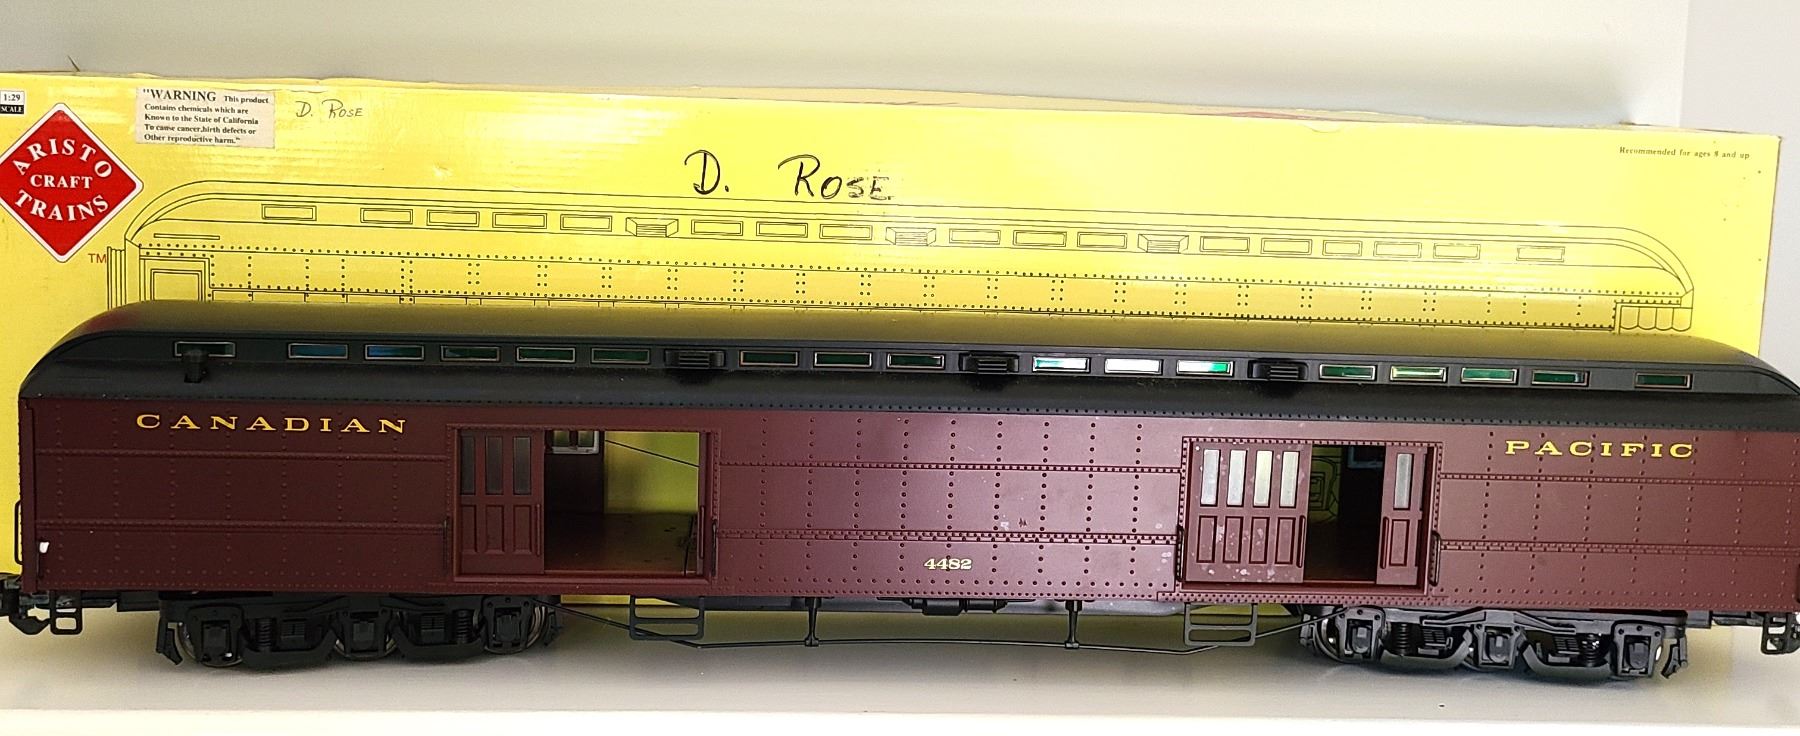 1:29
SCALE
ARISTO
CRAFT
TRAINS
TM
"WARNING This product
Contains chemicals which are
Known to the State of California
To cause cancer,birth defects or
Other reproductive harm."
D. ROSE
D. ROSE
Recommended for ages 8 and up
CANADIAN
PACIFIC
4482